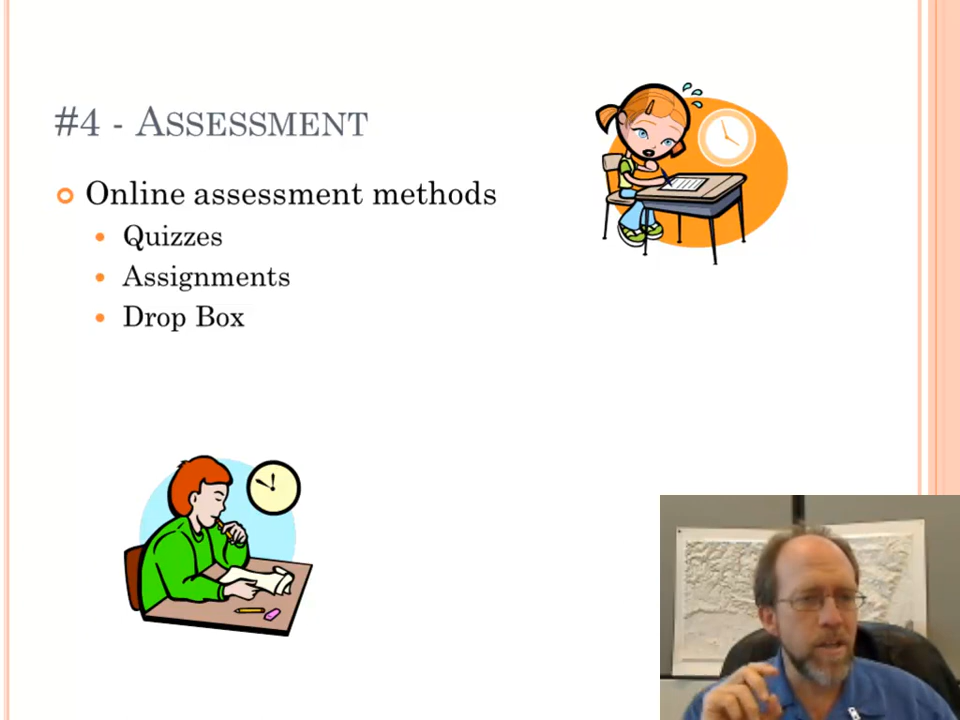 #4 - ASSESSMENT
Online assessment methods
Quizzes
Assignments
Drop Box